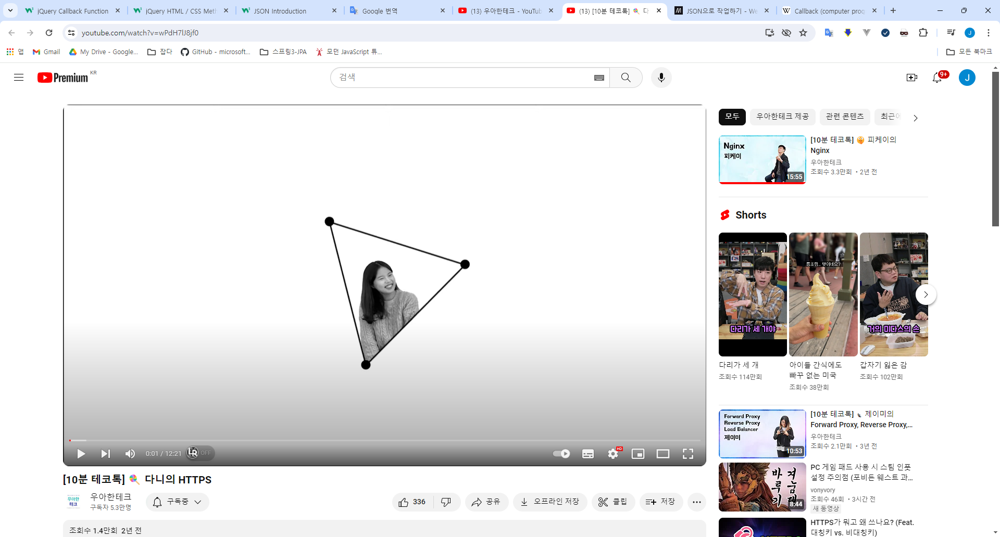 jQuery Callback Function
jQuery HTML / CSS Met
JSON Introduction
Google 번역
(13) 우아한테크 - YouTub
(13) [10분 테코톡] 🍭 다
JSON으로 작업하기 - We
Callback (computer prog
youtube.com/watch?v=wPdH7lJ8jf0
앱
Gmail
My Drive - Google...
잡다
GitHub - microsoft...
스프링3-JPA
모던 JavaScript 튜...
모든 북마크
Premium KR
검색
9+
J
모두
우아한테크 제공
관련 콘텐츠
최근에
Nginx
피케이
15:55
[10분 테코톡] 😛 피케이의
Nginx
우아한테크
조회수 3.3만회 • 2년 전
Shorts
다리가 세 개야
통조림.. 맛이네요?
거의 미다스의 손
다리가 세 개
조회수 114만회
아이들 간식에도
빠꾸 없는 미국
조회수 38만회
갑자기 잃은 감
조회수 102만회
Forward Proxy
Reverse Proxy
Load Balancer
제이미
10:53
[10분 테코톡] 제이미의
Forward Proxy, Reverse Proxy,...
우아한테크
조회수 2.1만회 • 3년 전
8:44
PC 게임 패드 사용 시 스팀 인풋
설정 주의점 (포비든 웨스트 과...
vonyvory
조회수 46회 • 3시간 전
새 동영상
HTTPS가 뭐고 왜 쓰나요? (Feat.
대칭키 vs. 비대칭키)
0:01 / 12:21
LR OFF
HD
[10분 테코톡] 🍭 다니의 HTTPS
우아한
테크
우아한테크
구독자 5.3만명
구독중
336
공유
오프라인 저장
클립
저장
조회수 1.4만회 2년 전